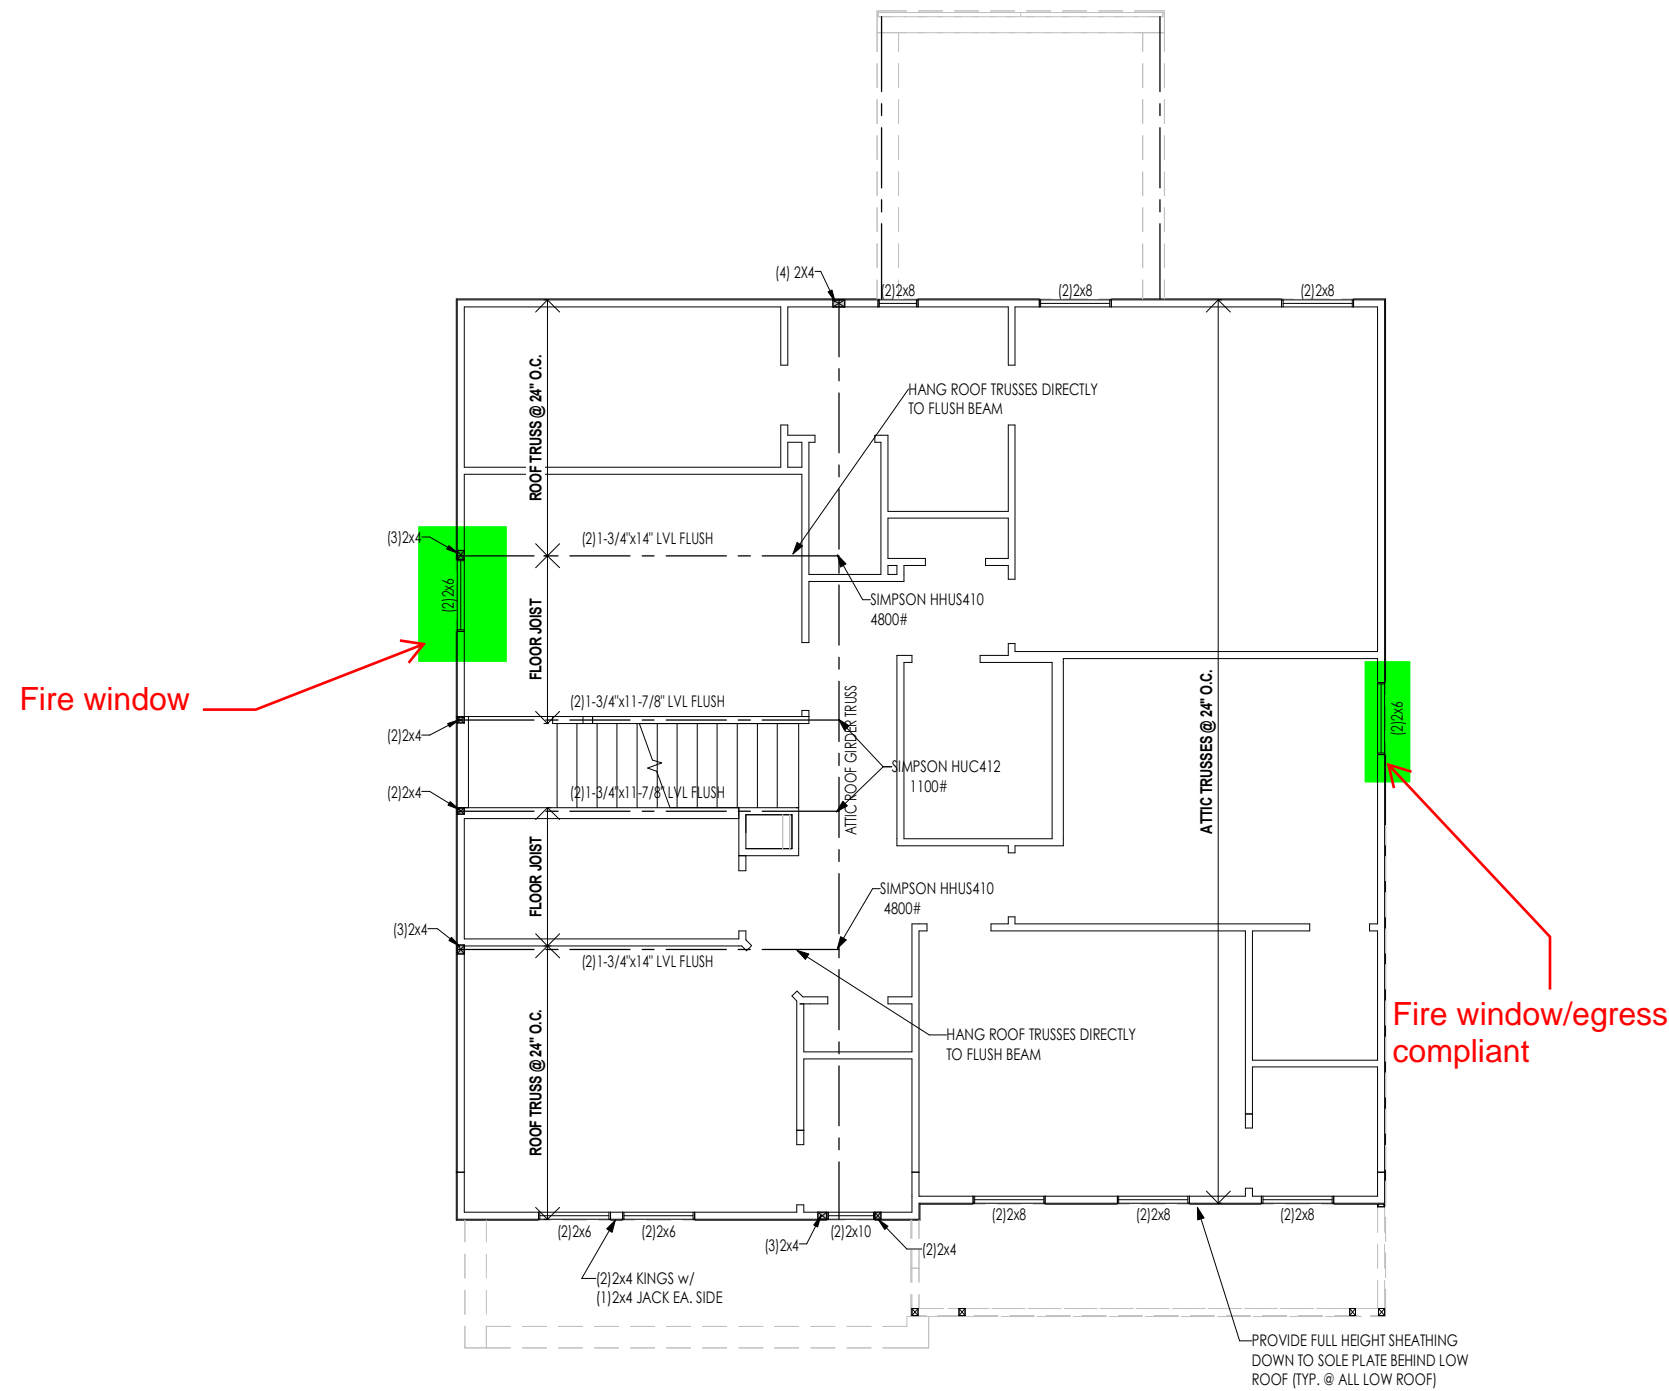 (4) 2X4
(2)2x8
(2)2x8
(2)2x8
ROOF TRUSS @ 24" O.C.
HANG ROOF TRUSSES DIRECTLY
TO FLUSH BEAM
(3)2x4
(2)1-3/4"x14" LVL FLUSH
(2)2x6
FLOOR JOIST
SIMPSON HHUS410
4800#
Fire window
(2)1-3/4"x11-7/8" LVL FLUSH
(2)2x4
ATTIC ROOF GIRDER TRUSS
ATTIC TRUSSES @ 24" O.C.
(2)2x6
SIMPSON HUC412
1100#
(2)2x4
(2)1-3/4"x11-7/8" LVL FLUSH
FLOOR JOIST
SIMPSON HHUS410
4800#
(3)2x4
(2)1-3/4"x14" LVL FLUSH
Fire window/egress
compliant
ROOF TRUSS @ 24" O.C.
HANG ROOF TRUSSES DIRECTLY
TO FLUSH BEAM
(2)2x6
(2)2x6
(3)2x4
(2)2x10
(2)2x4
(2)2x8
(2)2x8
(2)2x8
(2)2x4 KINGS w/
(1)2x4 JACK EA. SIDE
PROVIDE FULL HEIGHT SHEATHING
DOWN TO SOLE PLATE BEHIND LOW
ROOF (TYP. @ ALL LOW ROOF)